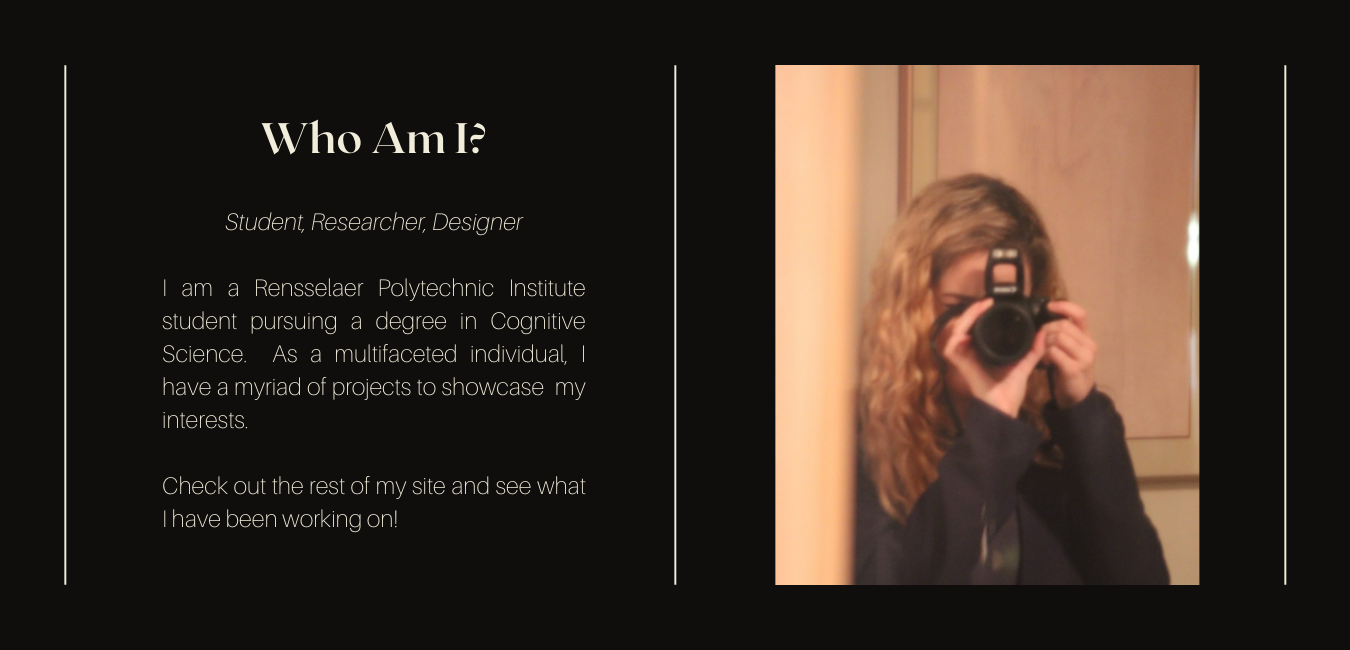 Who Am I?
Student, Researcher, Designer
I am a Rensselaer Polytechnic Institute
student pursuing a degree in Cognitive
Science. As a multifaceted individual, I
have a myriad of projects to showcase my
interests.
Check out the rest of my site and see what
I have been working on!